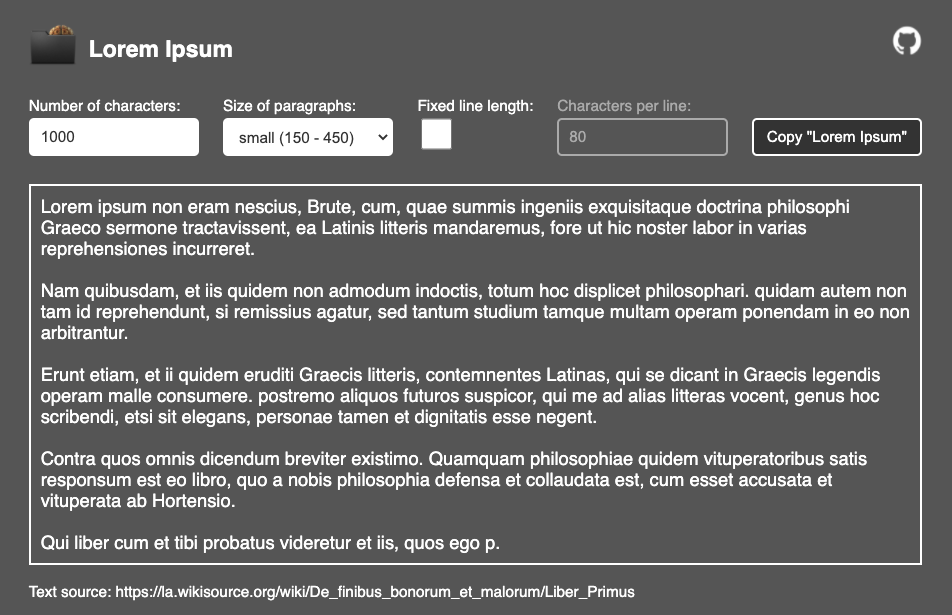 Lorem Ipsum
Number of characters:
Size of paragraphs:
Fixed line length:
Characters per line:
1000
small (150 - 450)
80
Copy "Lorem Ipsum"
Lorem ipsum non eram nescius, Brute, cum, quae summis ingeniis exquisitaque doctrina philosophi
Graeco sermone tractavissent, ea Latinis litteris mandaremus, fore ut hic noster labor in varias
reprehensiones incurreret.
Nam quibusdam, et iis quidem non admodum indoctis, totum hoc displicet philosophari. quidam autem non
tam id reprehendunt, si remissius agatur, sed tantum studium tamque multam operam ponendam in eo non
arbitrantur.
Erunt etiam, et ii quidem eruditi Graecis litteris, contemnentes Latinas, qui se dicant in Graecis legendis
operam malle consumere. postremo aliquos futuros suspicor, qui me ad alias litteras vocent, genus hoc
scribendi, etsi sit elegans, personae tamen et dignitatis esse negent.
Contra quos omnis dicendum breviter existimo. Quamquam philosophiae quidem vituperatoribus satis
responsum est eo libro, quo a nobis philosophia defensa et collaudata est, cum esset accusata et
vituperata ab Hortensio.
Qui liber cum et tibi probatus videretur et iis, quos ego p.
Text source: https://la.wikisource.org/wiki/De_finibus_bonorum_et_malorum/Liber_Primus